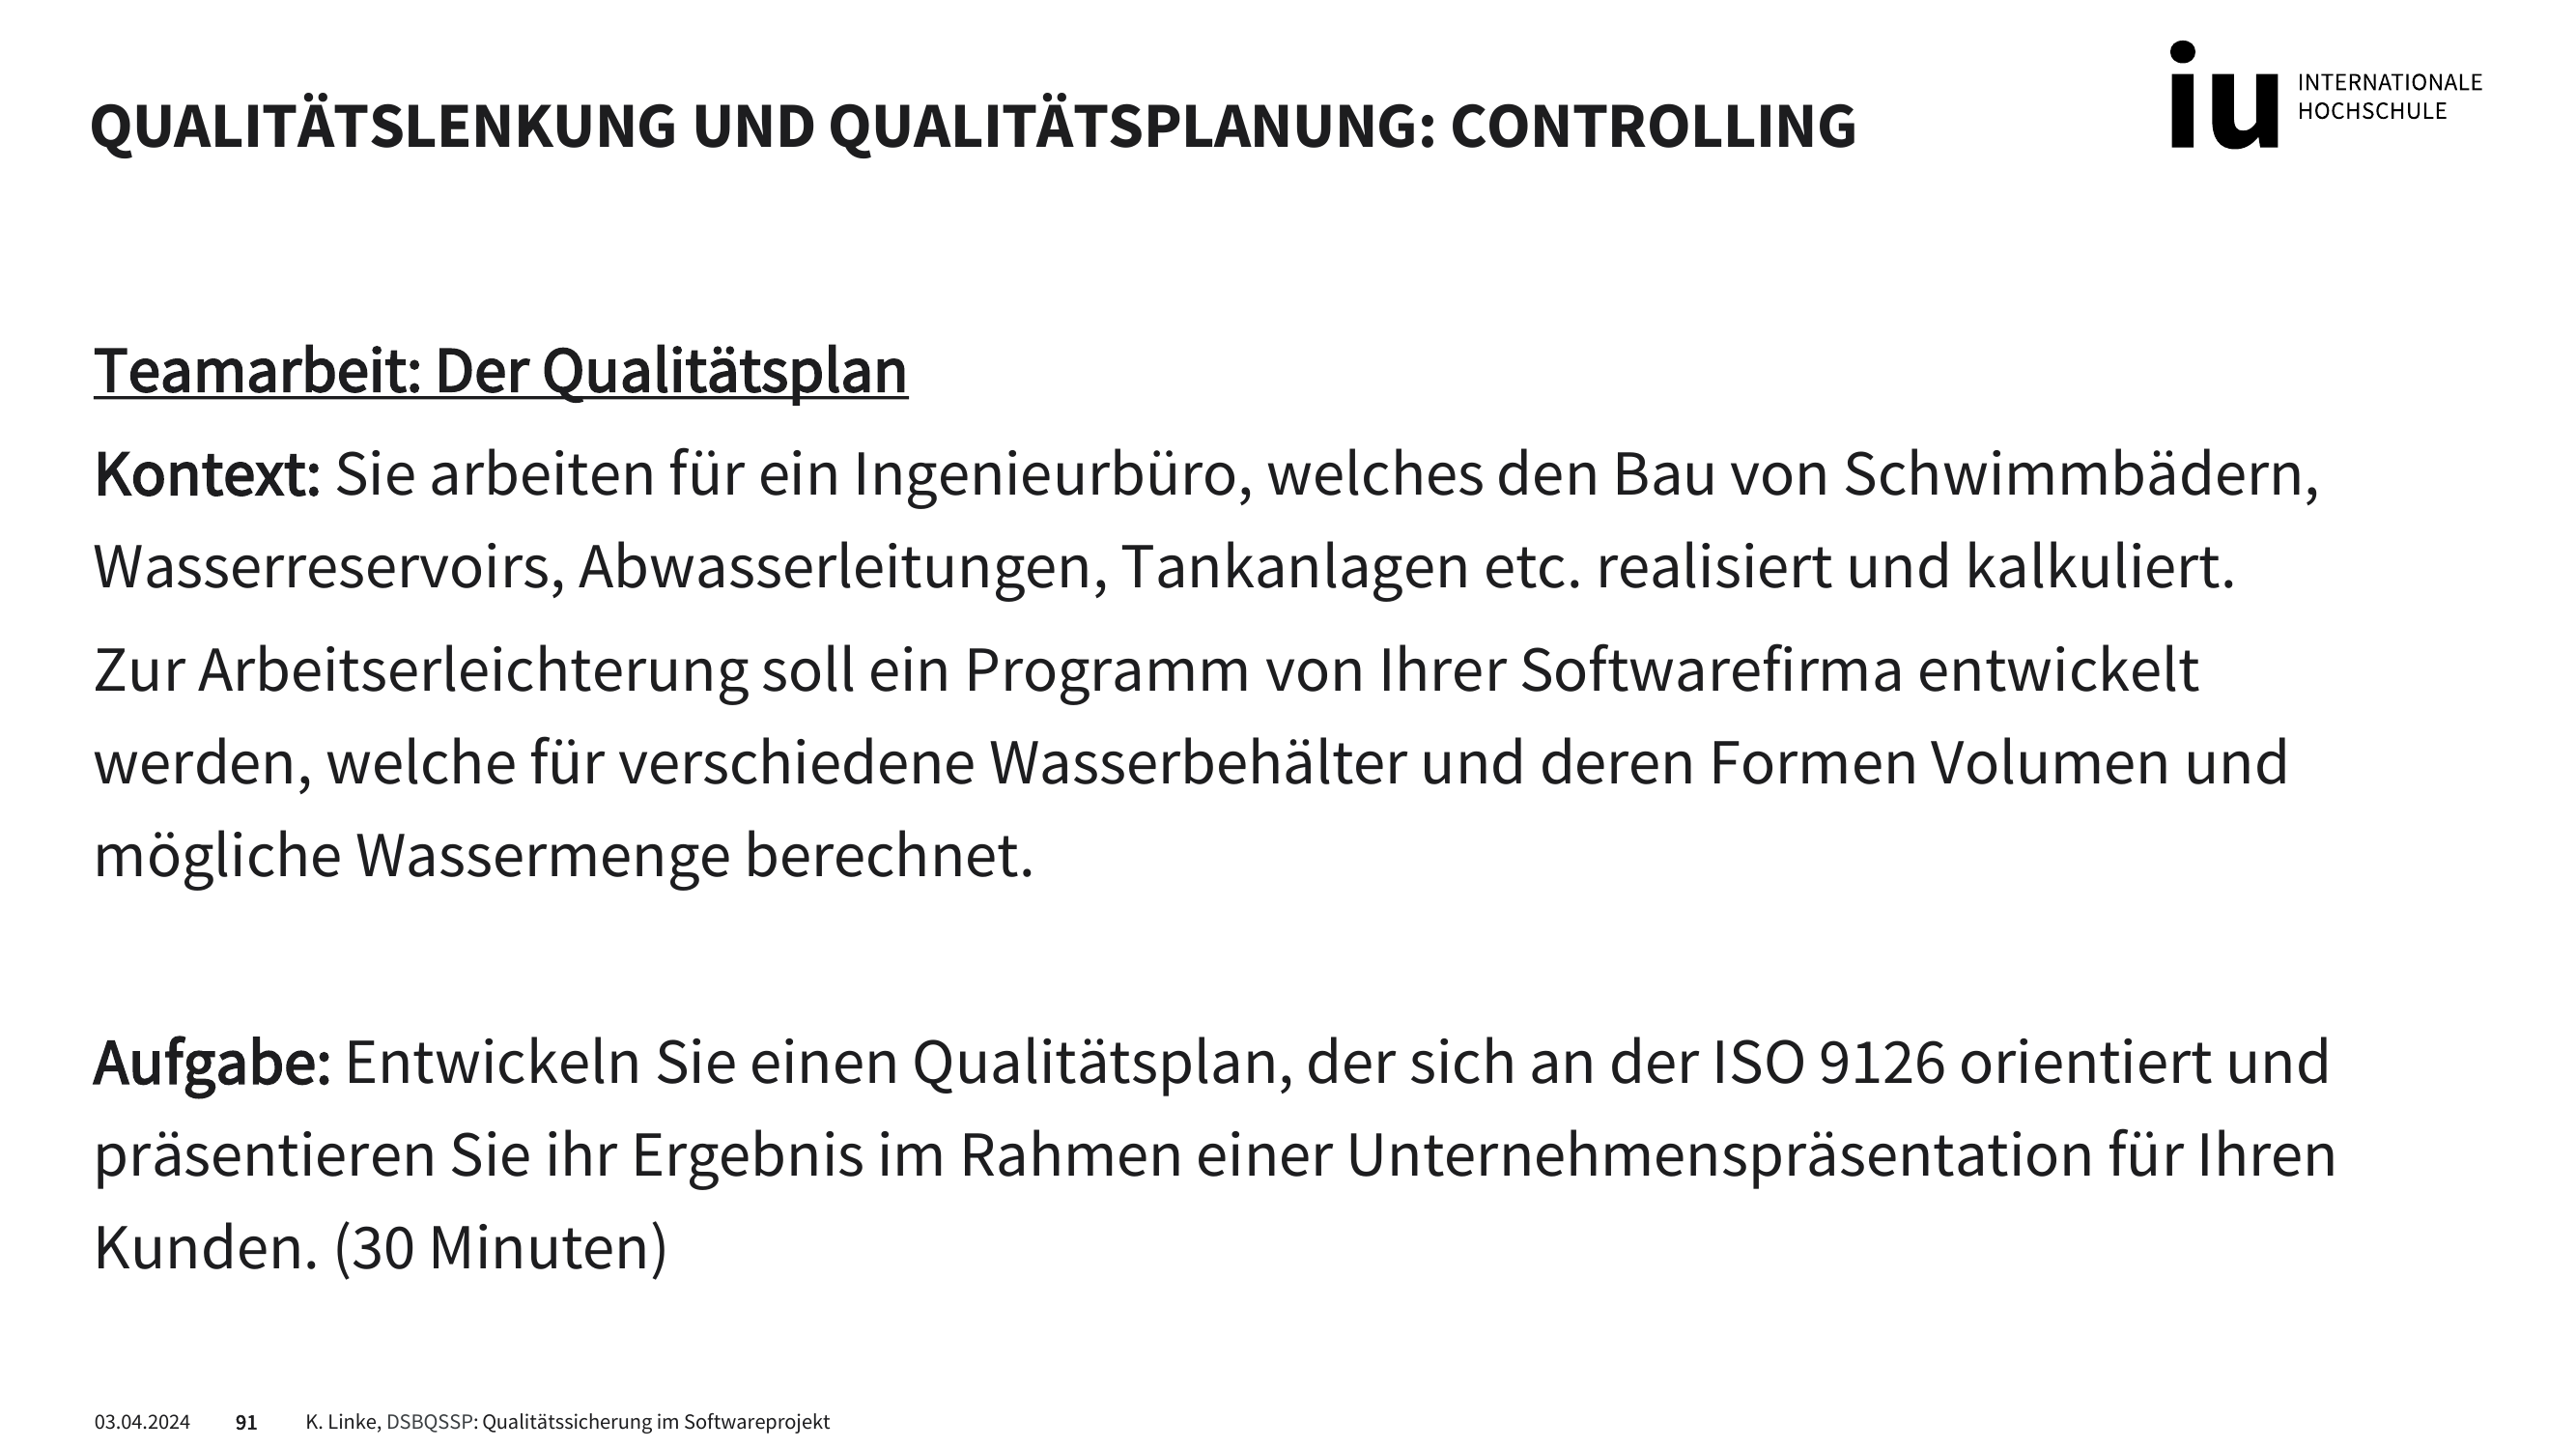 QUALITÄTSLENKUNG UND QUALITÄTSPLANUNG: CONTROLLING
iu INTERNATIONALE
HOCHSCHULE
Teamarbeit: Der Qualitätsplan
Kontext: Sie arbeiten für ein Ingenieurbüro, welches den Bau von Schwimmbädern,
Wasserreservoirs, Abwasserleitungen, Tankanlagen etc. realisiert und kalkuliert.
Zur Arbeitserleichterung soll ein Programm von Ihrer Softwarefirma entwickelt
werden, welche für verschiedene Wasserbehälter und deren Formen Volumen und
mögliche Wassermenge berechnet.
Aufgabe: Entwickeln Sie einen Qualitätsplan, der sich an der ISO 9126 orientiert und
präsentieren Sie ihr Ergebnis im Rahmen einer Unternehmenspräsentation für Ihren
Kunden. (30 Minuten)
03.04.2024 91 K. Linke, DSBQSSP: Qualitätssicherung im Softwareprojekt